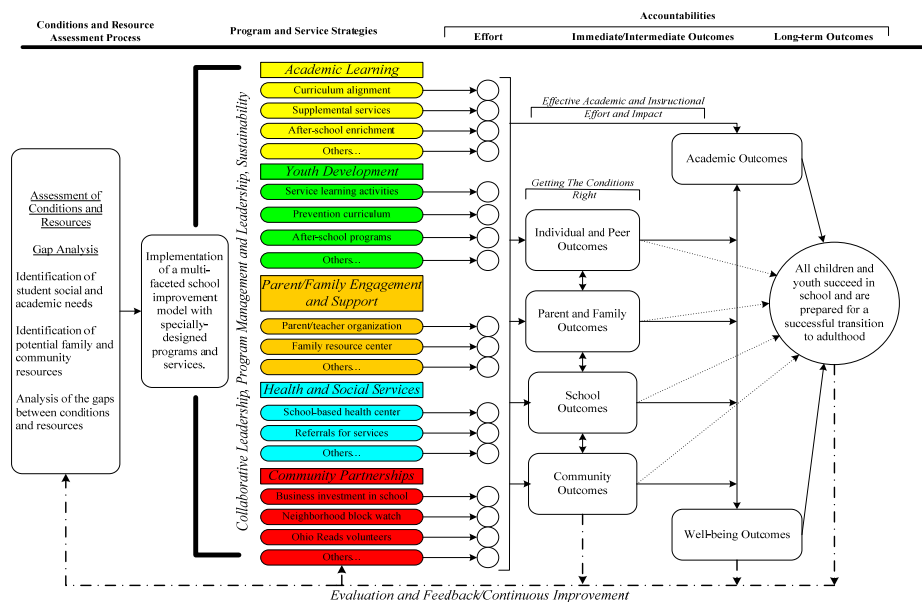 Accountabilities
Conditions and Resource
Assessment Process
Program and Service Strategies
Effort
Immediate/Intermediate Outcomes
Long-term Outcomes
Assessment of
Conditions and
Resources
Gap Analysis
Identification of
student social and
academic needs
Identification of
potential family and
community
resources
Analysis of the gaps
between conditions
and resources
Implementation
of a multi-
faceted school
improvement
model with
specially-
designed
programs and
services.
Collaborative Leadership, Program Management and Leadership, Sustainability
Academic Learning
Curriculum alignment
Supplemental services
After-school enrichment
Others...
Youth Development
Service learning activities
Prevention curriculum
After-school programs
Others...
Parent/Family Engagement
and Support
Parent/teacher organization
Family resource center
Others...
Health and Social Services
School-based health center
Referrals for services
Others...
Community Partnerships
Business investment in school
Neighborhood block watch
Ohio Reads volunteers
Others...
Effective Academic and Instructional
Effort and Impact
Getting The Conditions
Right
Individual and Peer
Outcomes
Parent and Family
Outcomes
School
Outcomes
Community
Outcomes
Academic Outcomes
Well-being Outcomes
All children and
youth succeed in
school and are
prepared for a
successful transition
to adulthood
Evaluation and Feedback/Continuous Improvement